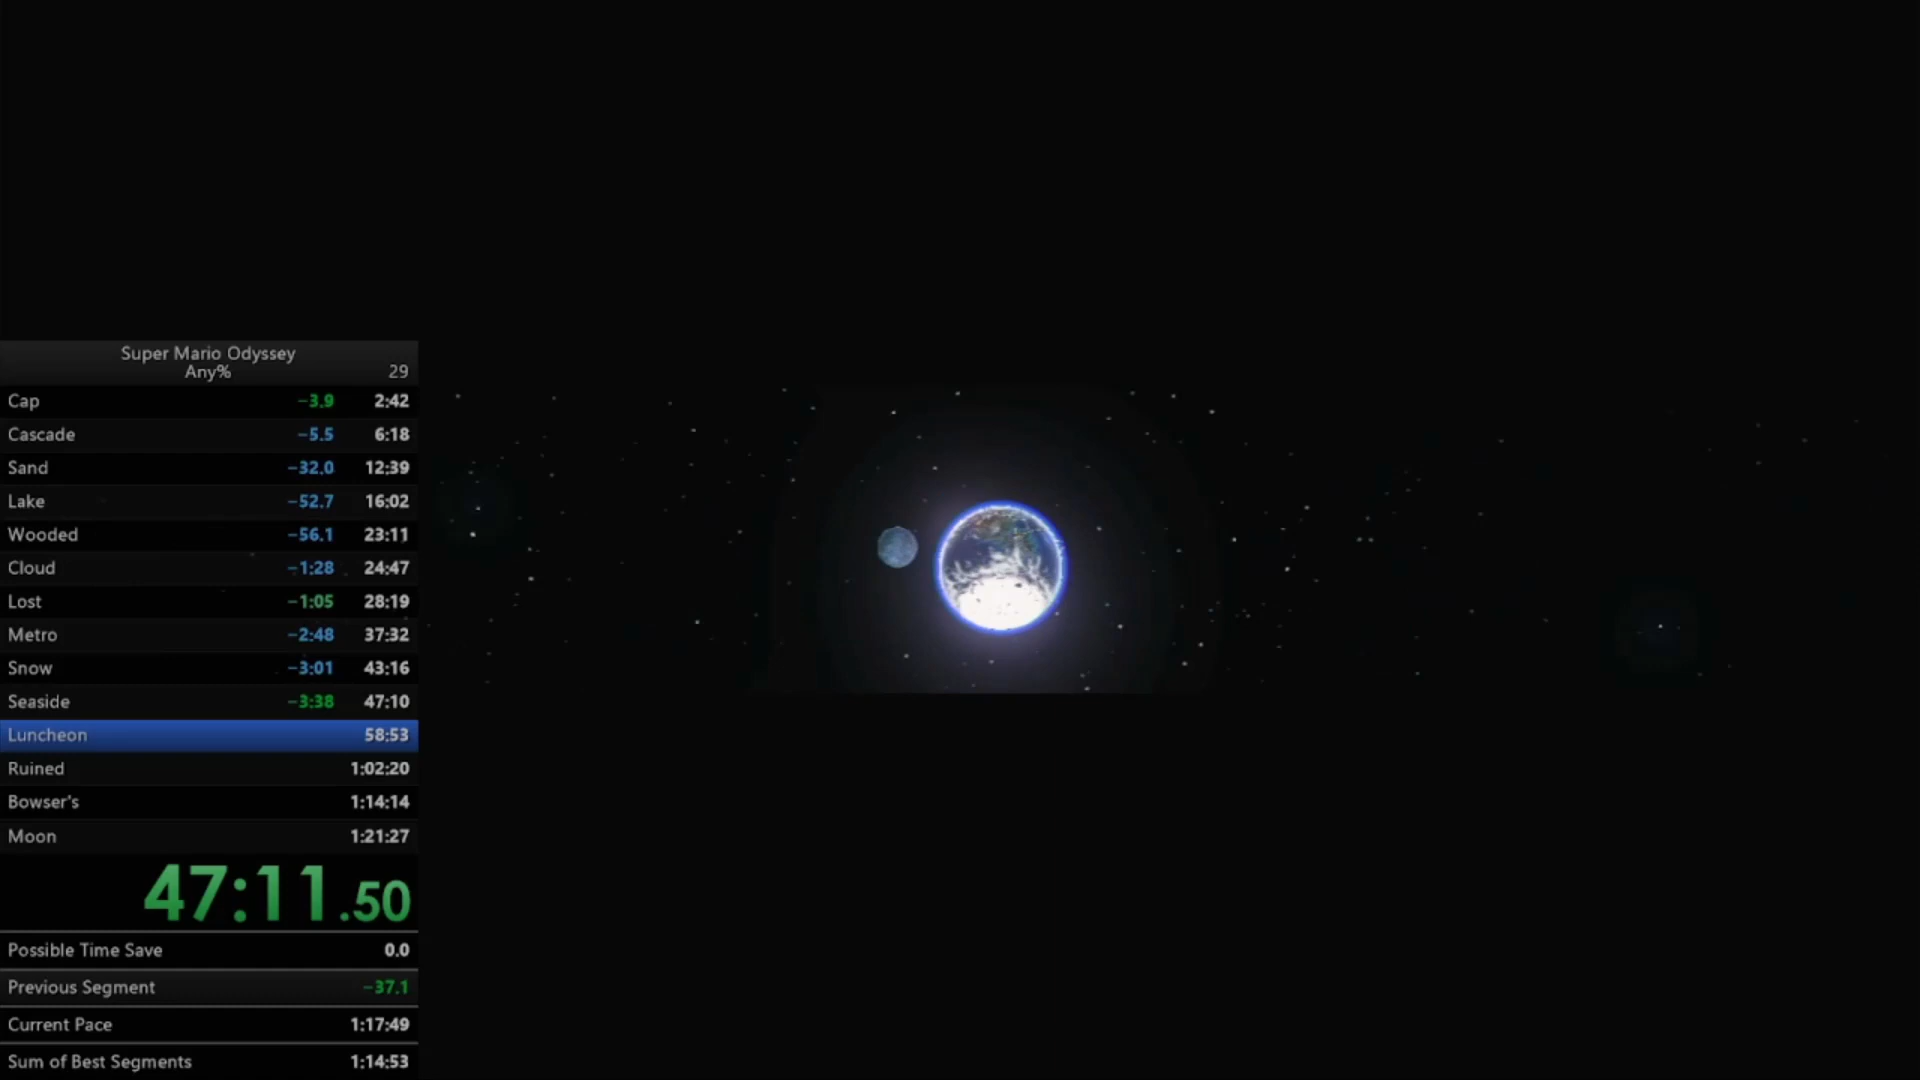 Super Mario Odyssey
Any% 29
Cap −3.9 2:42
Cascade −5.5 6:18
Sand −32.0 12:39
Lake −52.7 16:02
Wooded −56.1 23:11
Cloud −1:28 24:47
Lost −1:05 28:19
Metro −2:48 37:32
Snow −3:01 43:16
Seaside −3:38 47:10
Luncheon 58:53
Ruined 1:02:20
Bowser's 1:14:14
Moon 1:21:27
47:11.50
Possible Time Save 0.0
Previous Segment −37.1
Current Pace 1:17:49
Sum of Best Segments 1:14:53